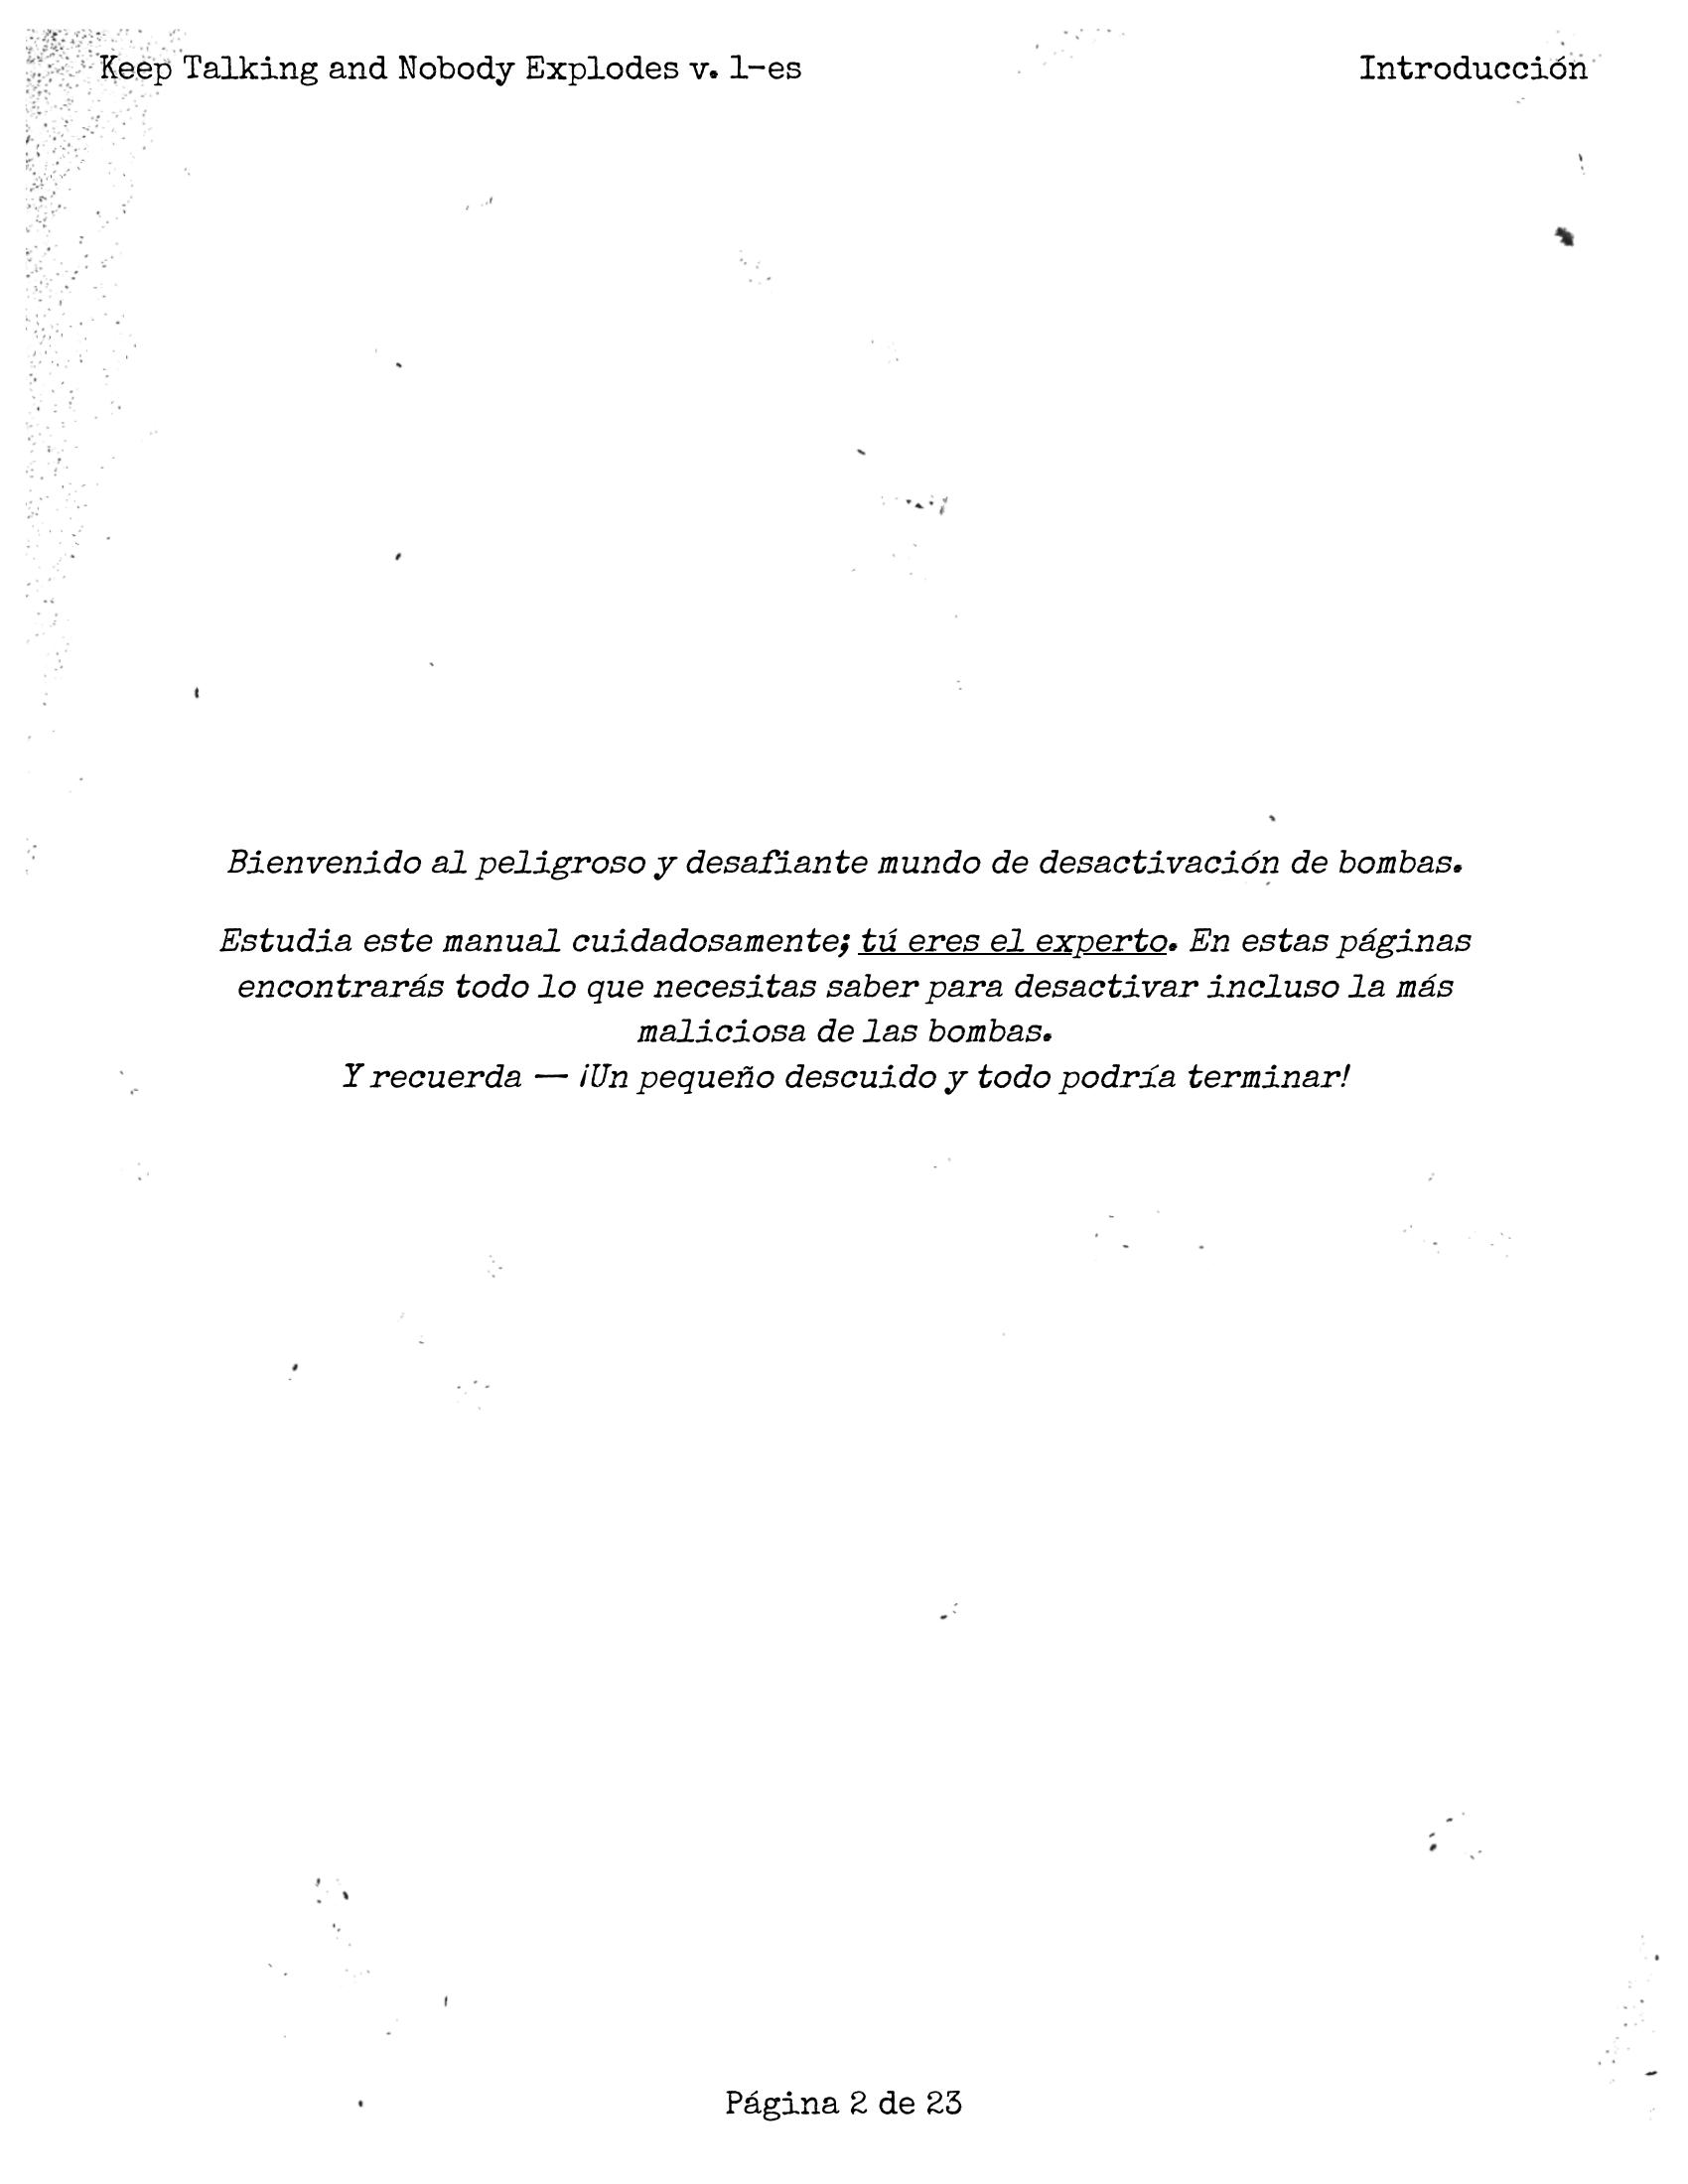 Keep Talking and Nobody Explodes v. 1-es
Introducción
Bienvenido al peligroso y desafiante mundo de desactivación de bombas.
Estudia este manual cuidadosamente; tú eres el experto. En estas páginas
encontrarás todo lo que necesitas saber para desactivar incluso la más
maliciosa de las bombas.
Y recuerda — ¡Un pequeño descuido y todo podría terminar!
Página 2 de 23